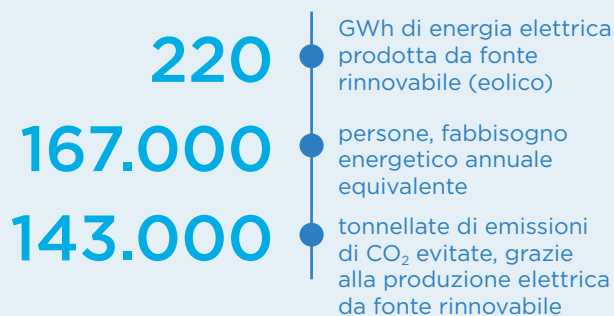 220
GWh di energia elettrica
prodotta da fonte
rinnovabile (eolico)
167.000
persone, fabbisogno
energetico annuale
equivalente
143.000
tonnellate di emissioni
di CO₂ evitate, grazie
alla produzione elettrica
da fonte rinnovabile